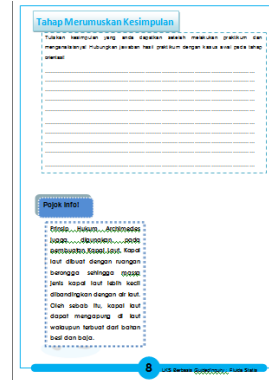 Tahap Merumuskan Kesimpulan
Tuliskan kesimpulan yang anda dapatkan setelah melakukan praktikum dan
menganalisisnya! Hubungkan jawaban hasil praktikum dengan kasus awal pada tahap
orientasi!
Pojok Info!
Prinsip Hukum Archimedes
juga digunakan pada
pembuatan Kapal Laut. Kapal
laut dibuat dengan ruangan
berongga sehingga massa
jenis kapal laut lebih kecil
dibandingkan dengan air laut.
Oleh sebab itu, kapal laut
dapat mengapung di laut
walaupun terbuat dari bahan
besi dan baja.
8
LKS Berbasis Guided Inquiry : Fluida Statis